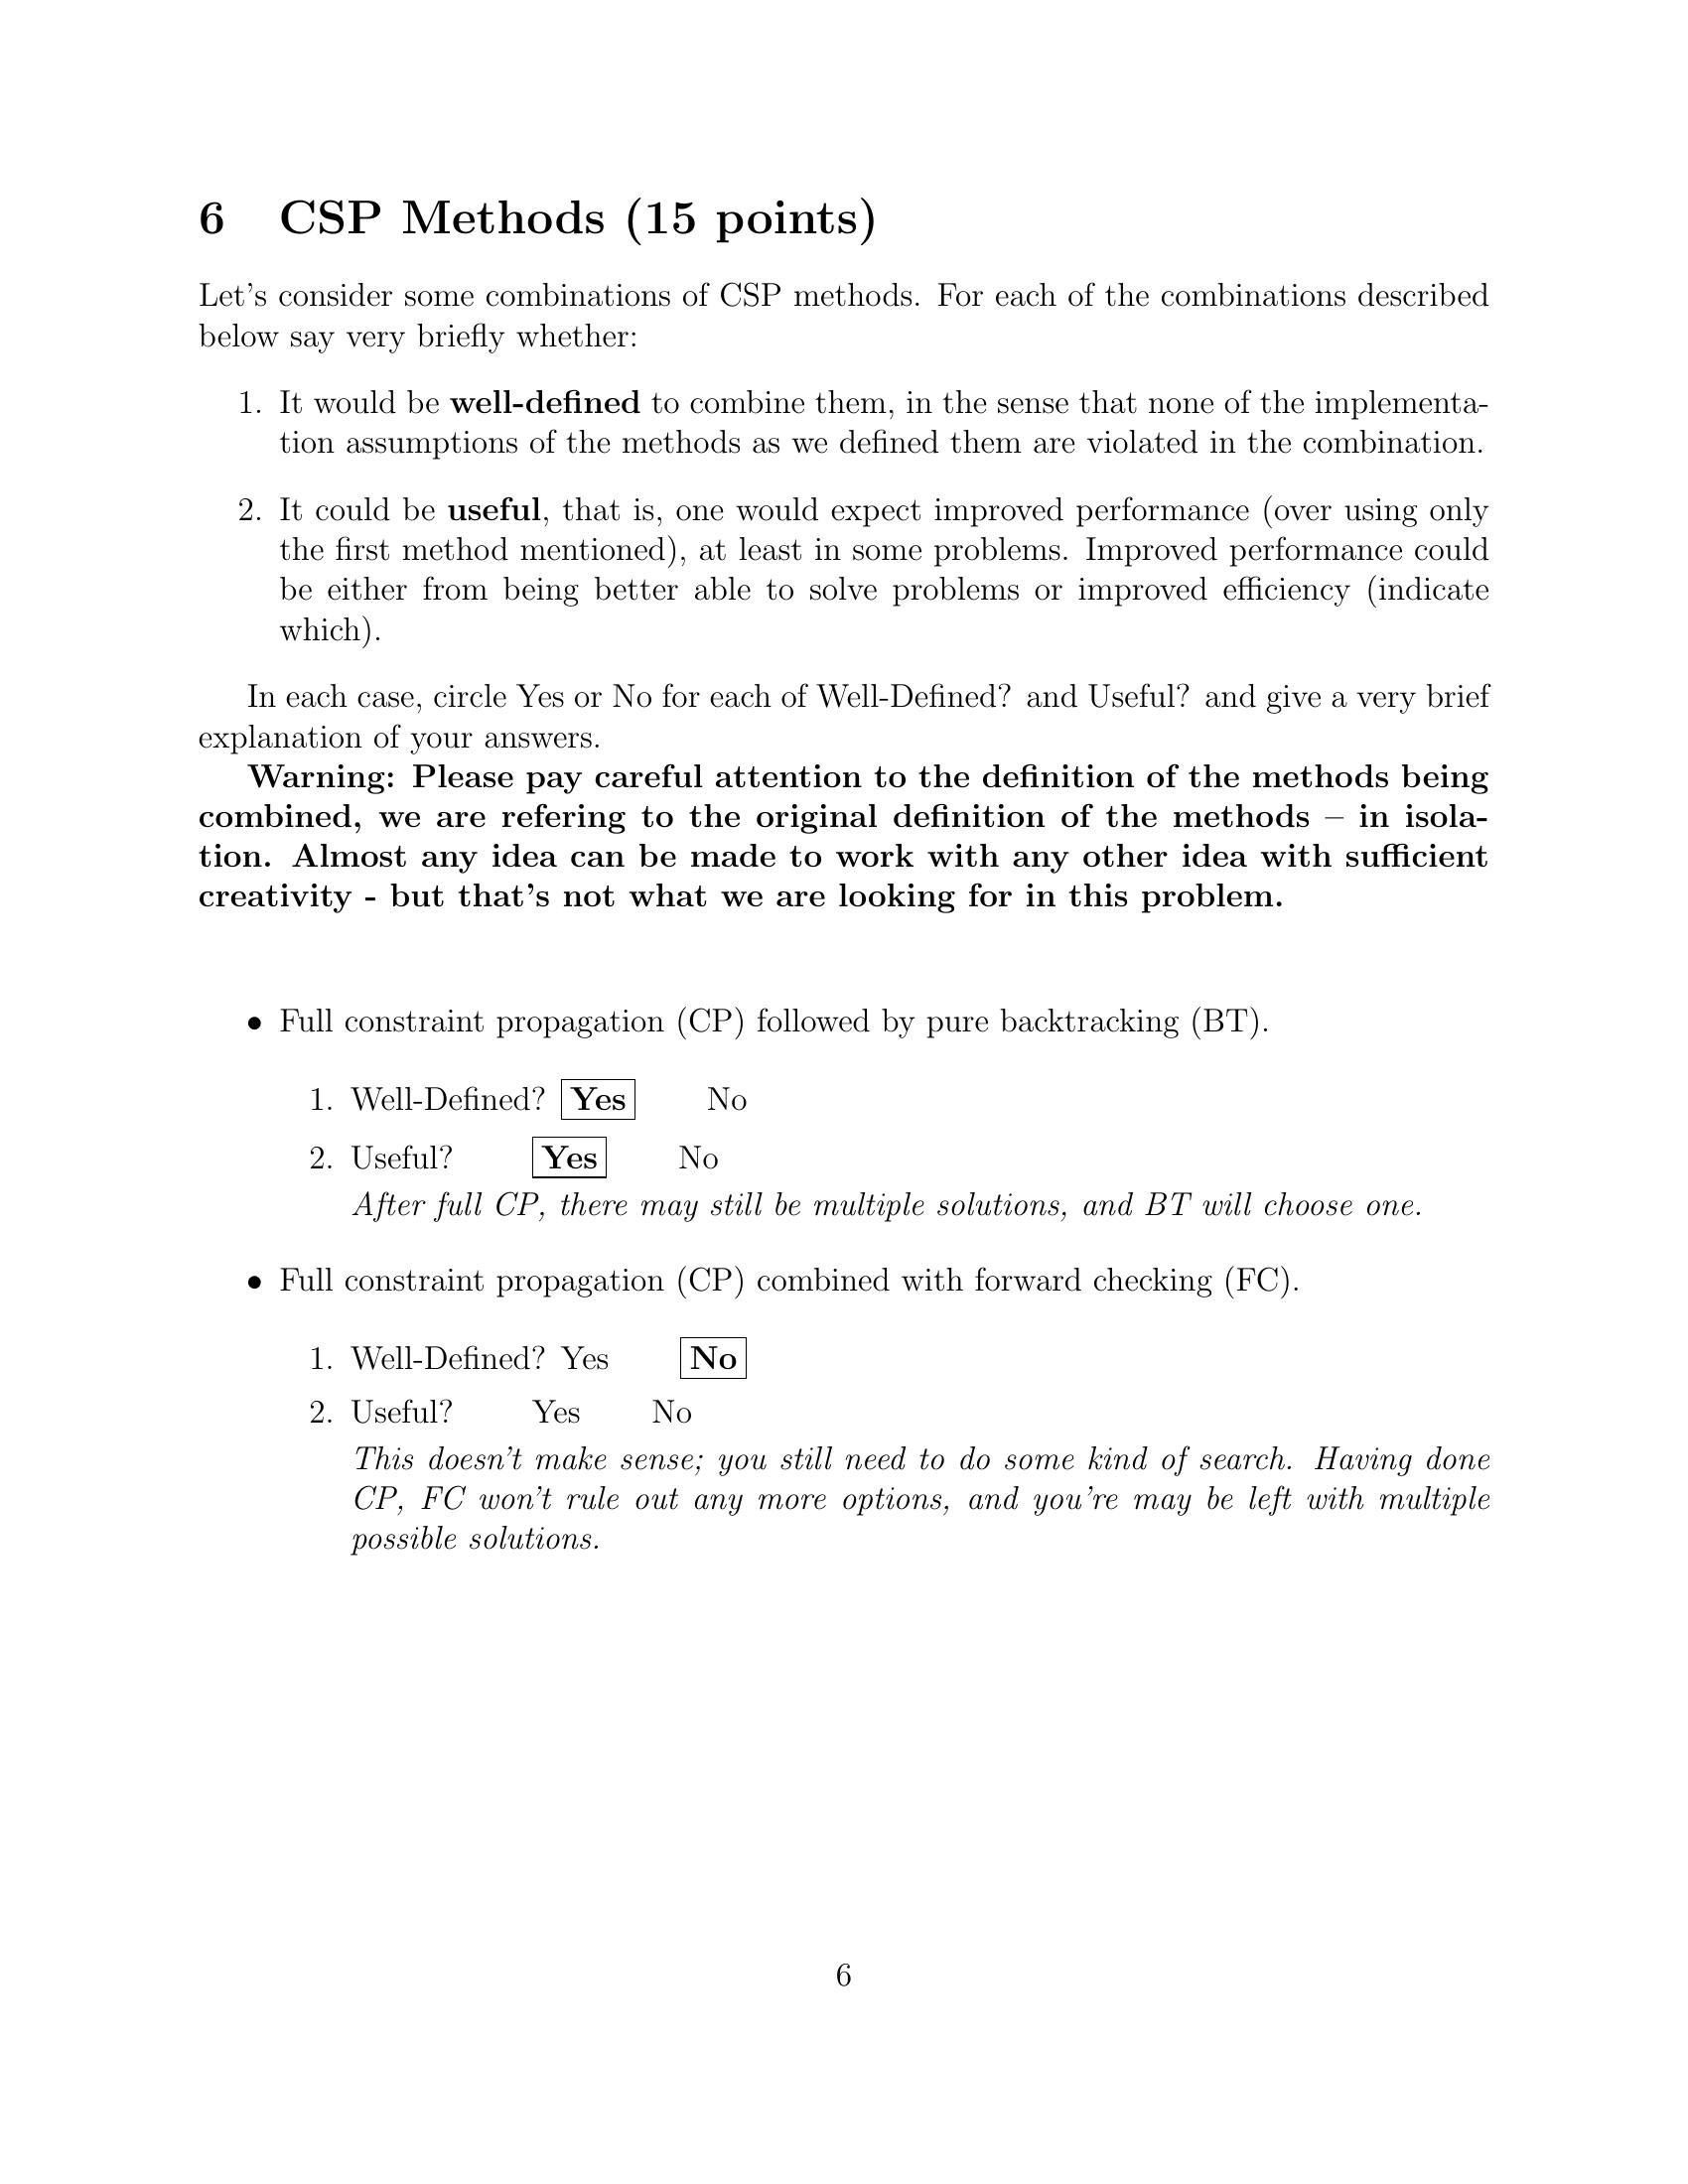 6 CSP Methods (15 points)
Let's consider some combinations of CSP methods. For each of the combinations described
below say very briefly whether:
1. It would be well-defined to combine them, in the sense that none of the implementa-
tion assumptions of the methods as we defined them are violated in the combination.
2. It could be useful, that is, one would expect improved performance (over using only
the first method mentioned), at least in some problems. Improved performance could
be either from being better able to solve problems or improved efficiency (indicate
which).
In each case, circle Yes or No for each of Well-Defined? and Useful? and give a very brief
explanation of your answers.
Warning: Please pay careful attention to the definition of the methods being
combined, we are refering to the original definition of the methods – in isola-
tion. Almost any idea can be made to work with any other idea with sufficient
creativity - but that's not what we are looking for in this problem.
• Full constraint propagation (CP) followed by pure backtracking (BT).
1. Well-Defined? Yes No
2. Useful? Yes No
After full CP, there may still be multiple solutions, and BT will choose one.
• Full constraint propagation (CP) combined with forward checking (FC).
1. Well-Defined? Yes No
2. Useful? Yes No
This doesn't make sense; you still need to do some kind of search. Having done
CP, FC won't rule out any more options, and you're may be left with multiple
possible solutions.
6